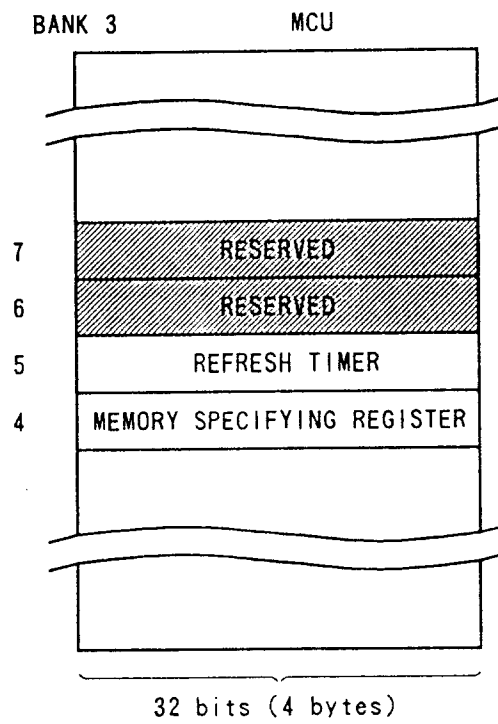 BANK 3 MCU
7 RESERVED
6 RESERVED
5 REFRESH TIMER
4 MEMORY SPECIFYING REGISTER
32 bits (4 bytes)